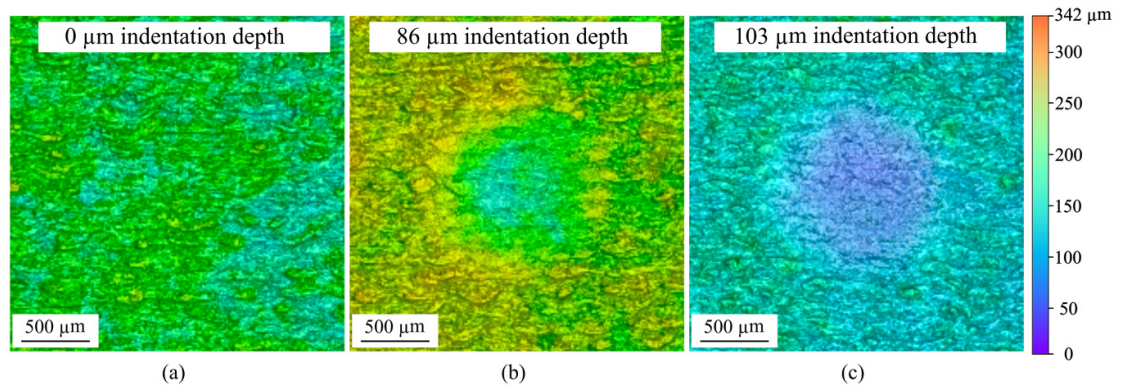 0 µm indentation depth
86 µm indentation depth
103 µm indentation depth
342 µm
300
250
200
150
100
50
0
500 µm
500 µm
500 µm
(a)
(b)
(c)